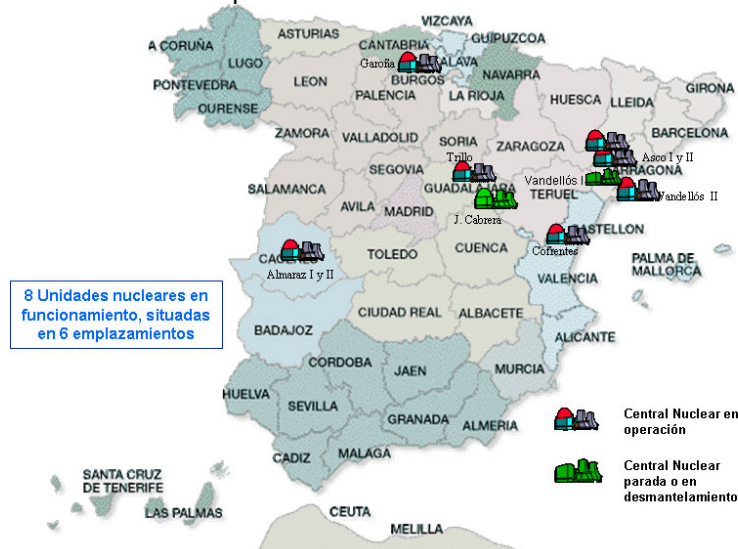 VIZCAYA
ASTURIAS
GUIPUZCOA
A CORUÑA
CANTABRIA
LUGO
Garoña
ALAVA
NAVARRA
PONTEVEDRA
LEON
BURGOS
PALENCIA
LA RIOJA
HUESCA
LLEIDA
GIRONA
OURENSE
ZAMORA
VALLADOLID
SORIA
ZARAGOZA
BARCELONA
Trillo
Asco I y II
TARRAGONA
SEGOVIA
Vandellós I
SALAMANCA
GUADALAJARA
TERUEL
Vandellós II
AVILA
MADRID
J. Cabrera
CASTELLON
TOLEDO
CUENCA
Cofrentes
CACERES
Almaraz I y II
PALMA DE
MALLORCA
VALENCIA
8 Unidades nucleares en
funcionamiento, situadas
en 6 emplazamientos
CIUDAD REAL
ALBACETE
BADAJOZ
ALICANTE
CORDOBA
JAEN
MURCIA
HUELVA
SEVILLA
GRANADA
ALMERIA
Central Nuclear en
operación
CADIZ
MALAGA
Central Nuclear
parada o en
desmantelamiento
SANTA CRUZ
DE TENERIFE
LAS PALMAS
CEUTA
MELILLA